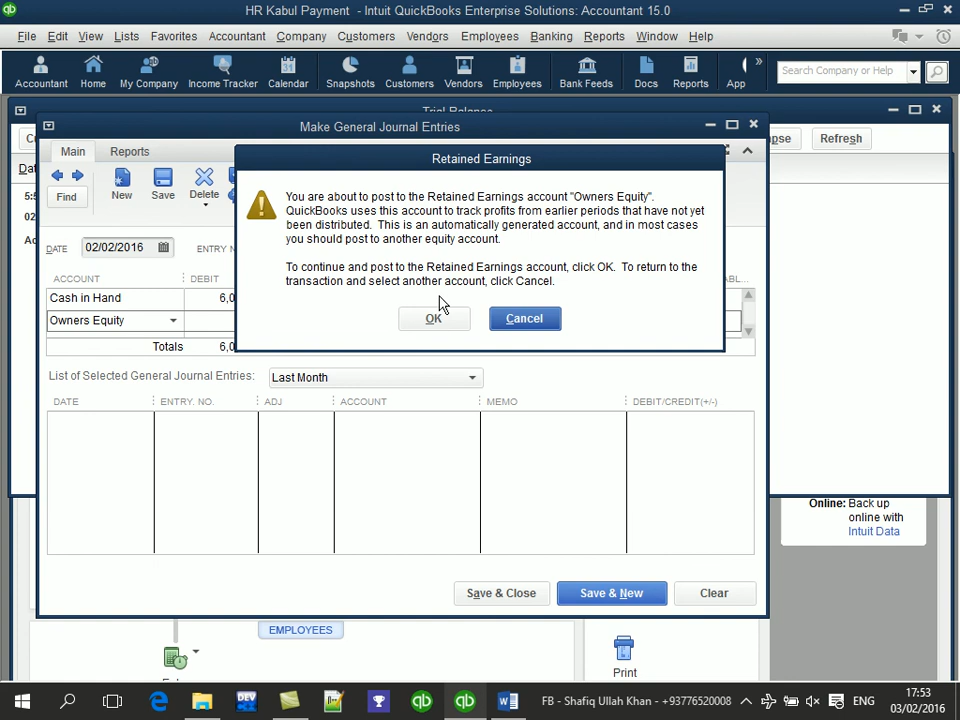 HR Kabul Payment - Intuit QuickBooks Enterprise Solutions: Accountant 15.0
File Edit View Lists Favorites Accountant Company Customers Vendors Employees Banking Reports Window Help
Accountant Home My Company Income Tracker Calendar Snapshots Customers Vendors Employees Bank Feeds Docs Reports App »
Search Company or Help
Trial Balance
Refresh
Make General Journal Entries
Main Reports
Find New Save Delete
Retained Earnings
You are about to post to the Retained Earnings account "Owners Equity".
QuickBooks uses this account to track profits from earlier periods that have not yet
been distributed. This is an automatically generated account, and in most cases
you should post to another equity account.
To continue and post to the Retained Earnings account, click OK. To return to the
transaction and select another account, click Cancel.
OK Cancel
DATE 02/02/2016 ENTRY N
ACCOUNT DEBIT ABL...
Cash in Hand 6,0
Owners Equity
Totals 6,0
List of Selected General Journal Entries: Last Month
DATE ENTRY. NO. ADJ ACCOUNT MEMO DEBIT/CREDIT(+/-)
Save & Close Save & New Clear
Online: Back up
online with
Intuit Data
EMPLOYEES
Print
FB - Shafiq Ullah Khan - +93776520008
ENG
17:53
03/02/2016